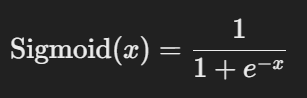 Sigmoid(x) = 1 / (1 + e^{-x})